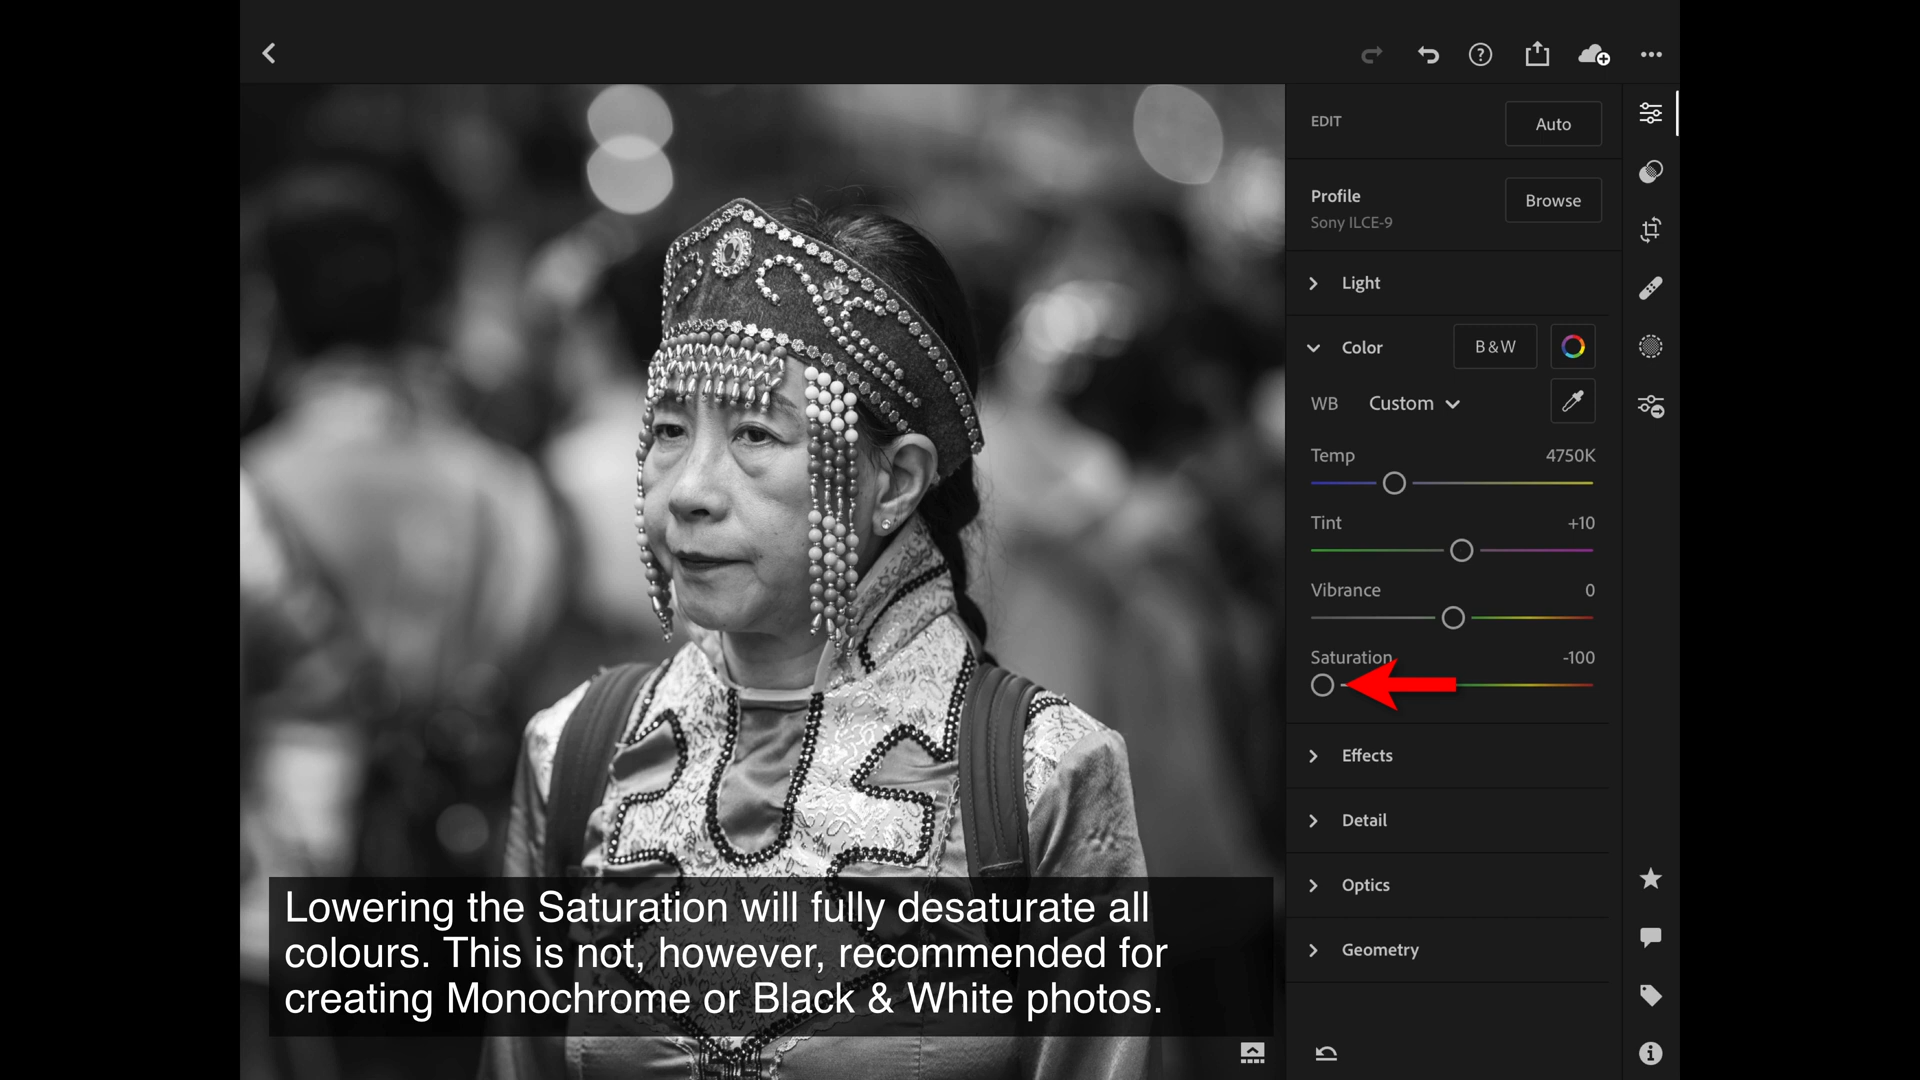 EDIT
Auto
Profile
Sony ILCE-9
Browse
Light
Color
B&W
WB
Custom
Temp
4750K
Tint
+10
Vibrance
0
Saturation
-100
Effects
Detail
Optics
Geometry
Lowering the Saturation will fully desaturate all
colours. This is not, however, recommended for
creating Monochrome or Black & White photos.